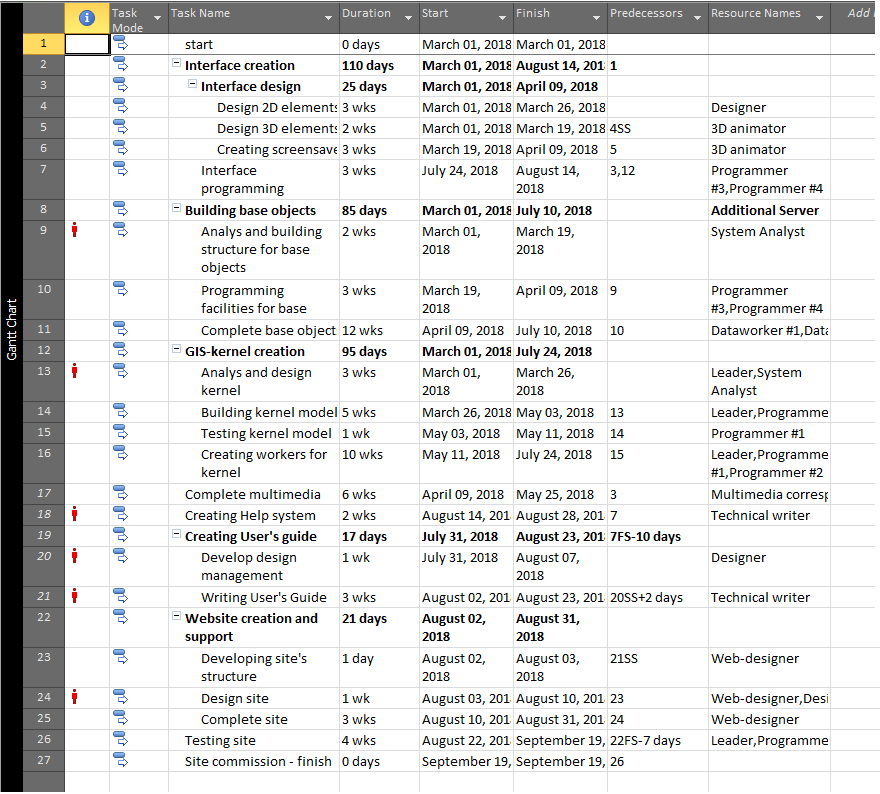 Task Mode Task Name Duration Start Finish Predecessors Resource Names Add
1 start 0 days March 01, 2018 March 01, 2018
2 Interface creation 110 days March 01, 2018 August 14, 201 1
3 Interface design 25 days March 01, 2018 April 09, 2018
4 Design 2D elements 3 wks March 01, 2018 March 26, 2018 Designer
5 Design 3D elements 2 wks March 01, 2018 March 19, 2018 4SS 3D animator
6 Creating screensave 3 wks March 19, 2018 April 09, 2018 5 3D animator
7 Interface 3 wks July 24, 2018 August 14, 3,12 Programmer
programming 2018 #3,Programmer #4
8 Building base objects 85 days March 01, 2018 July 10, 2018 Additional Server
9 Analys and building 2 wks March 01, March 19, System Analyst
structure for base 2018 2018
objects
10 Programming 3 wks March 19, April 09, 2018 9 Programmer
facilities for base 2018 #3,Programmer #4
11 Complete base object 12 wks April 09, 2018 July 10, 2018 10 Dataworker #1,Data
12 GIS-kernel creation 95 days March 01, 2018 July 24, 2018
13 Analys and design 3 wks March 01, March 26, Leader,System
kernel 2018 2018 Analyst
14 Building kernel model 5 wks March 26, 2018 May 03, 2018 13 Leader,Programme
15 Testing kernel model 1 wk May 03, 2018 May 11, 2018 14 Programmer #1
16 Creating workers for 10 wks May 11, 2018 July 24, 2018 15 Leader,Programme
kernel #1,Programmer #2
17 Complete multimedia 6 wks April 09, 2018 May 25, 2018 3 Multimedia corresp
18 Creating Help system 2 wks August 14, 201 August 28, 201 7 Technical writer
19 Creating User's guide 17 days July 31, 2018 August 23, 201 7FS-10 days
20 Develop design 1 wk July 31, 2018 August 07, Designer
management 2018
21 Writing User's Guide 3 wks August 02, 201 August 23, 201 20SS+2 days Technical writer
22 Website creation and 21 days August 02, August 31,
support 2018 2018
23 Developing site's 1 day August 02, August 03, 21SS Web-designer
structure 2018 2018
24 Design site 1 wk August 03, 201 August 10, 201 23 Web-designer,Desi
25 Complete site 3 wks August 10, 201 August 31, 201 24 Web-designer
26 Testing site 4 wks August 22, 201 September 19, 22FS-7 days Leader,Programme
27 Site commission - finish 0 days September 19, September 19, 26
Gantt Chart